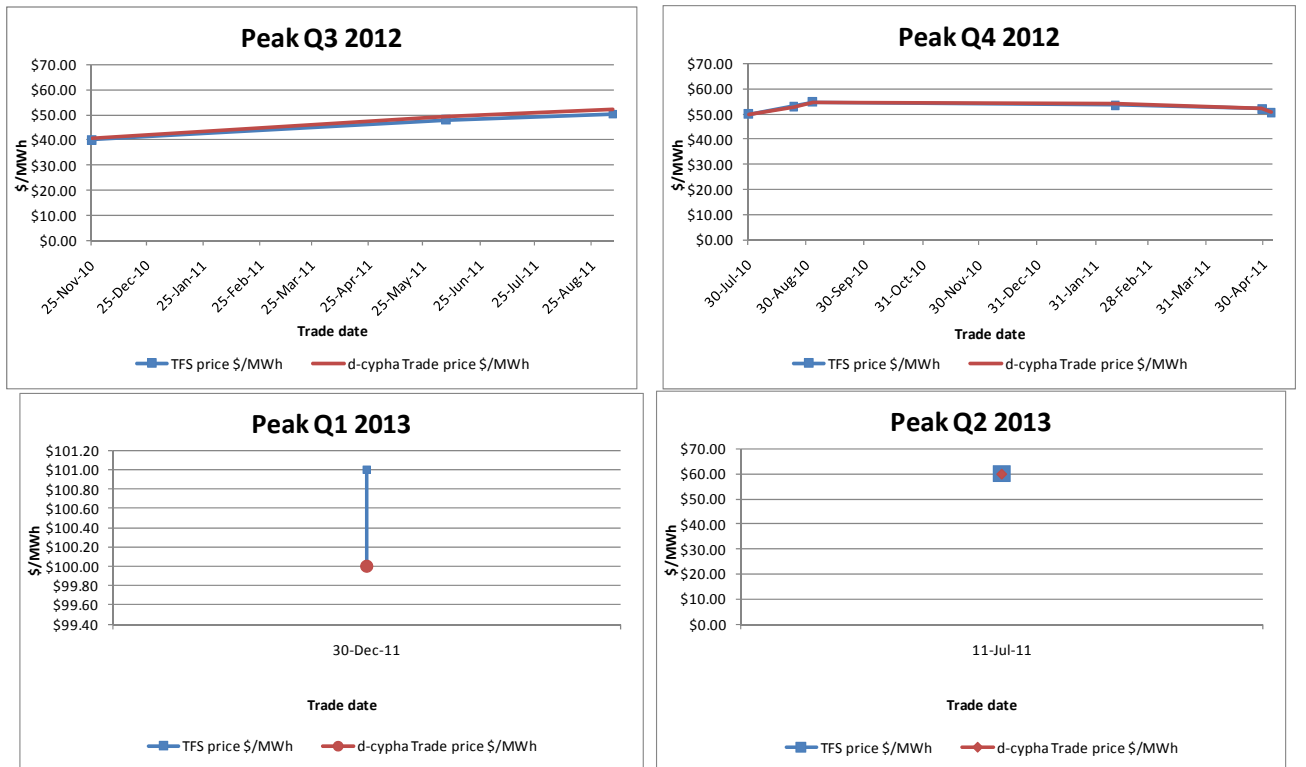 Peak Q3 2012
$70.00
$60.00
$50.00
$40.00
$30.00
$20.00
$10.00
$0.00
$/MWh
25-Nov-10
25-Dec-10
25-Jan-11
25-Feb-11
25-Mar-11
25-Apr-11
25-May-11
25-Jun-11
25-Jul-11
25-Aug-11
Trade date
TFS price $/MWh d-cypha Trade price $/MWh
Peak Q4 2012
$70.00
$60.00
$50.00
$40.00
$30.00
$20.00
$10.00
$0.00
$/MWh
30-Jul-10
30-Aug-10
30-Sep-10
31-Oct-10
30-Nov-10
31-Dec-10
31-Jan-11
28-Feb-11
31-Mar-11
30-Apr-11
Trade date
TFS price $/MWh d-cypha Trade price $/MWh
Peak Q1 2013
$101.20
$101.00
$100.80
$100.60
$100.40
$100.20
$100.00
$99.80
$99.60
$99.40
$/MWh
30-Dec-11
Trade date
TFS price $/MWh d-cypha Trade price $/MWh
Peak Q2 2013
$70.00
$60.00
$50.00
$40.00
$30.00
$20.00
$10.00
$0.00
$/MWh
11-Jul-11
Trade date
TFS price $/MWh d-cypha Trade price $/MWh